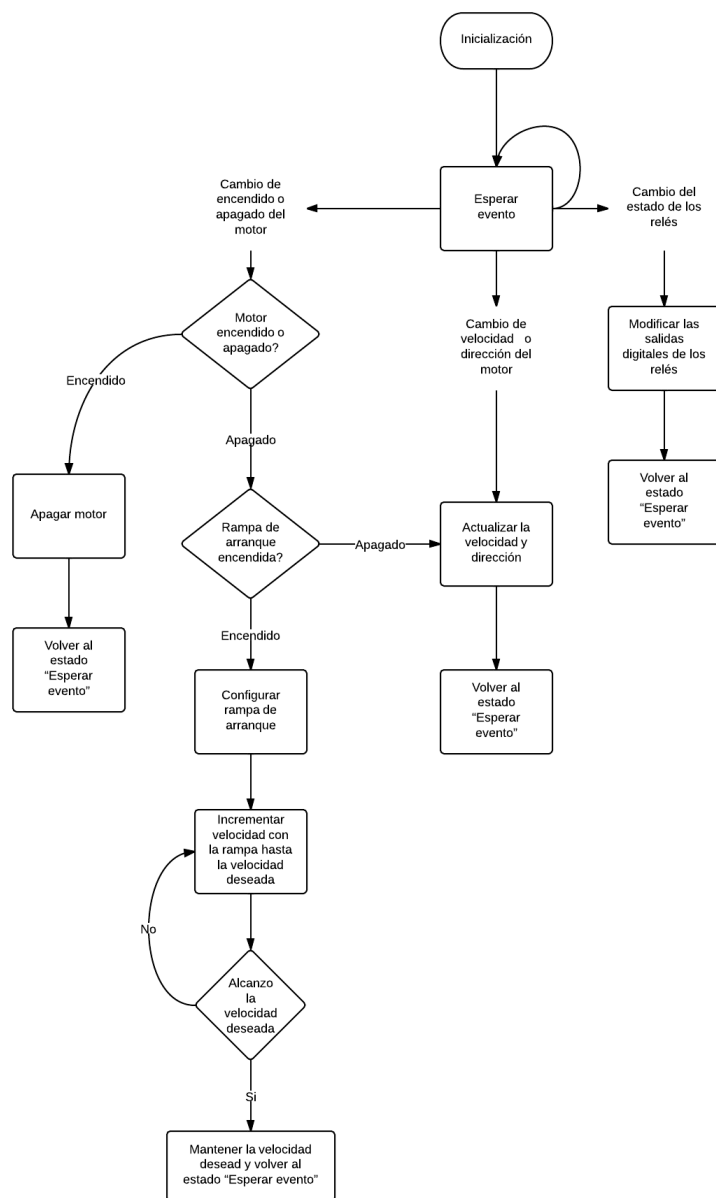 Inicialización
Cambio de
encendido o
apagado del
motor
Esperar
evento
Cambio del
estado de los
relés
Motor
encendido o
apagado?
Cambio de
velocidad o
dirección del
motor
Modificar las
salidas
digitales de los
relés
Encendido
Apagado
Volver al
estado
“Esperar
evento”
Apagar motor
Rampa de
arranque
encendida?
Apagado
Actualizar la
velocidad y
dirección
Encendido
Volver al
estado
“Esperar
evento”
Configurar
rampa de
arranque
Volver al
estado
“Esperar
evento”
Incrementar
velocidad con
la rampa hasta
la velocidad
deseada
No
Alcanzo
la
velocidad
deseada
Si
Mantener la velocidad
desead y volver al
estado “Esperar evento”